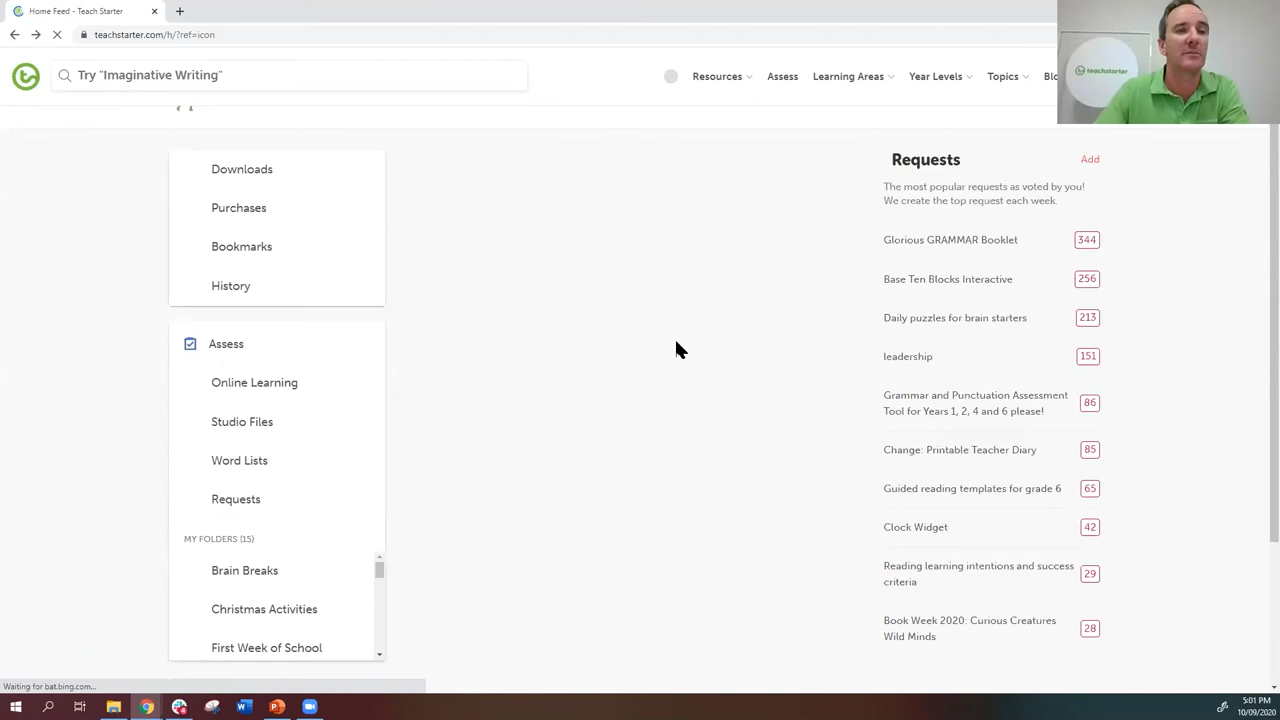 Home Feed - Teach Starter
teachstarter.com/h/?ref=icon
Try "Imaginative Writing"
Resources
Assess
Learning Areas
Year Levels
Topics
Blo
teachstarter
Downloads
Purchases
Bookmarks
History
Assess
Online Learning
Studio Files
Word Lists
Requests
MY FOLDERS (15)
Brain Breaks
Christmas Activities
First Week of School
Requests
Add
The most popular requests as voted by you!
We create the top request each week.
Glorious GRAMMAR Booklet 344
Base Ten Blocks Interactive 256
Daily puzzles for brain starters 213
leadership 151
Grammar and Punctuation Assessment
Tool for Years 1, 2, 4 and 6 please! 86
Change: Printable Teacher Diary 85
Guided reading templates for grade 6 65
Clock Widget 42
Reading learning intentions and success
criteria 29
Book Week 2020: Curious Creatures
Wild Minds 28
Waiting for bat.bing.com...
5:01 PM
10/09/2020